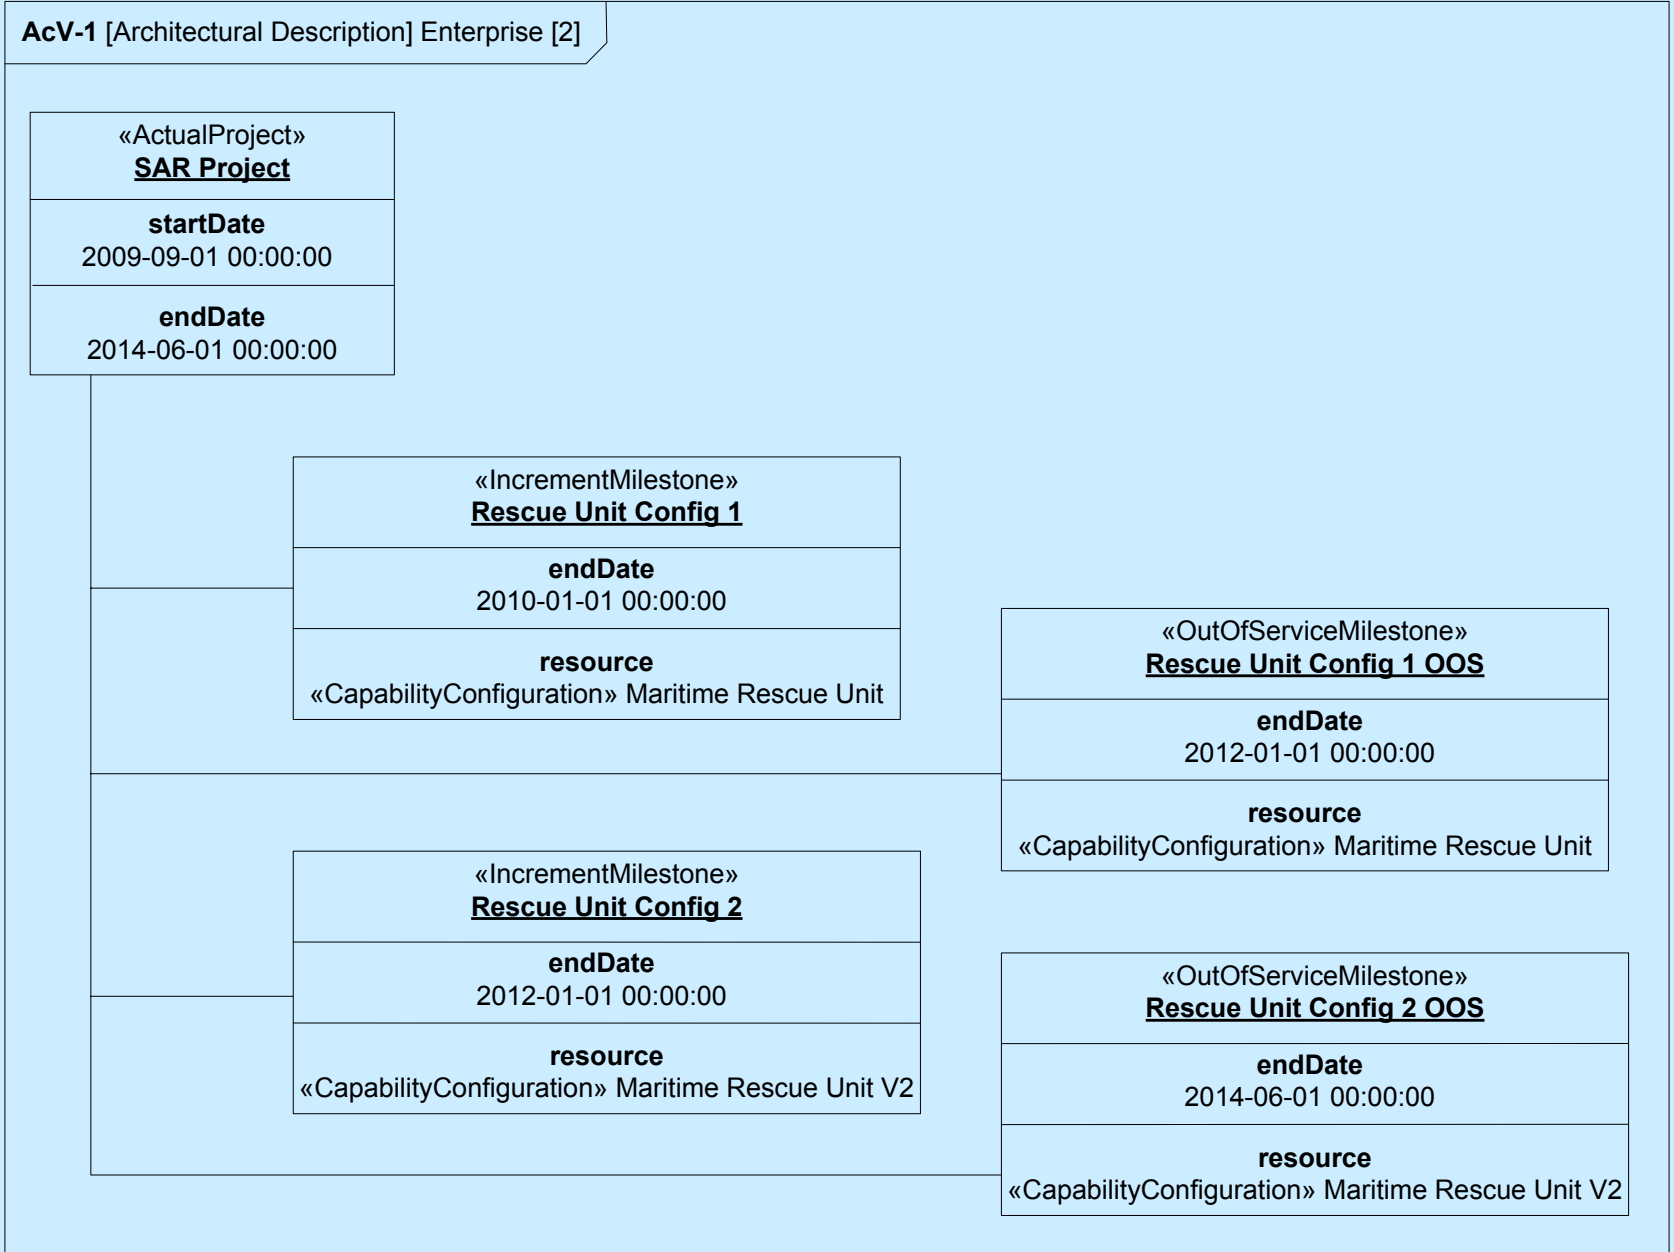 AcV-1 [Architectural Description] Enterprise [2]
«ActualProject»
SAR Project
startDate
2009-09-01 00:00:00
endDate
2014-06-01 00:00:00
«IncrementMilestone»
Rescue Unit Config 1
endDate
2010-01-01 00:00:00
resource
«CapabilityConfiguration» Maritime Rescue Unit
«OutOfServiceMilestone»
Rescue Unit Config 1 OOS
endDate
2012-01-01 00:00:00
resource
«CapabilityConfiguration» Maritime Rescue Unit
«IncrementMilestone»
Rescue Unit Config 2
endDate
2012-01-01 00:00:00
resource
«CapabilityConfiguration» Maritime Rescue Unit V2
«OutOfServiceMilestone»
Rescue Unit Config 2 OOS
endDate
2014-06-01 00:00:00
resource
«CapabilityConfiguration» Maritime Rescue Unit V2